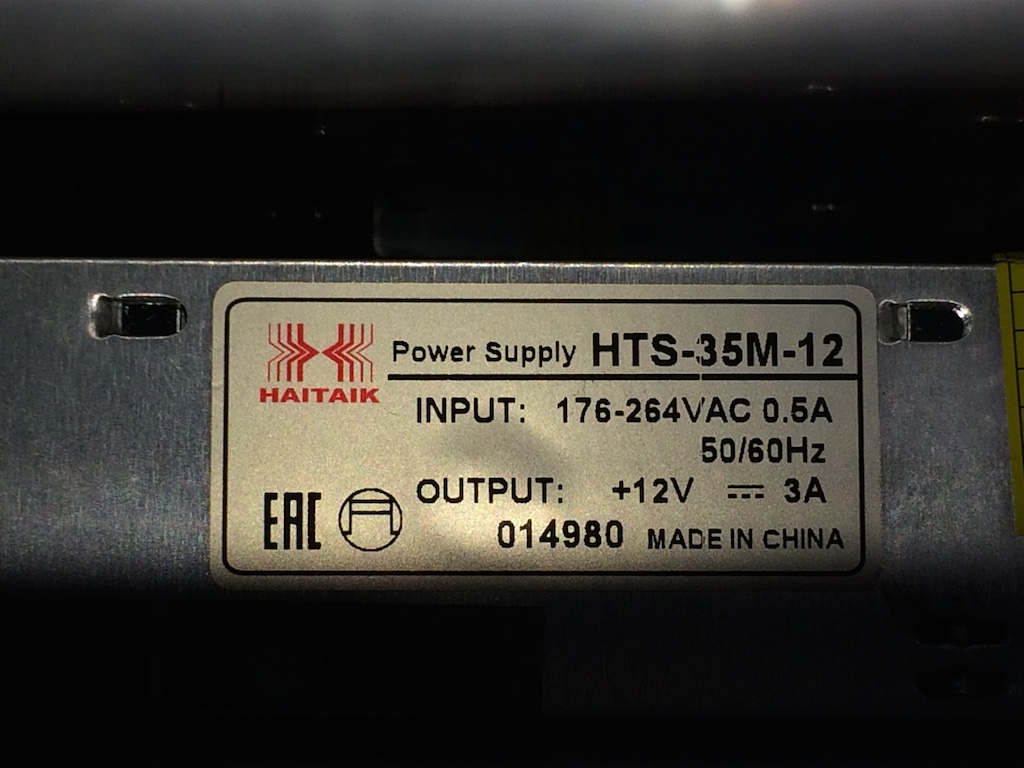 HAITAIK
Power Supply HTS-35M-12
INPUT: 176-264VAC 0.5A
50/60Hz
OUTPUT: +12V ⎓ 3A
EAC
014980 MADE IN CHINA